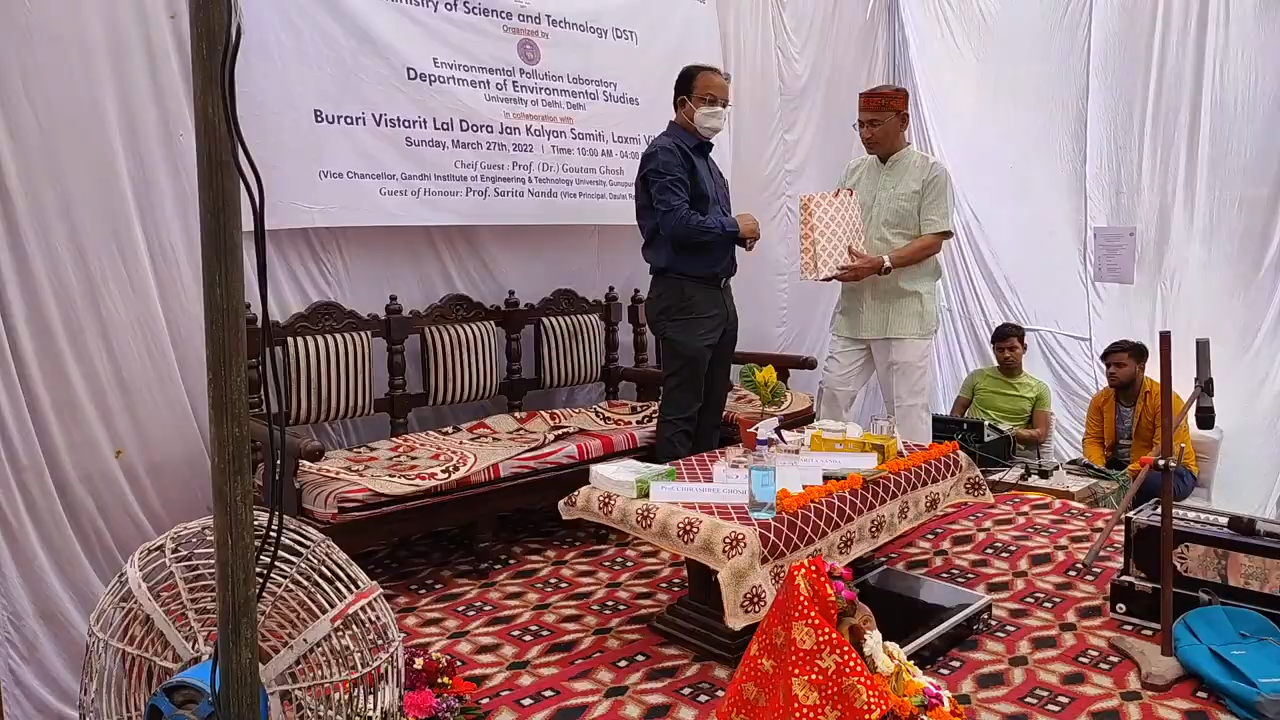 Ministry of Science and Technology (DST)
Organized by
Environmental Pollution Laboratory
Department of Environmental Studies
University of Delhi, Delhi
In collaboration with
Burari Vistarit Lal Dora Jan Kalyan Samiti, Laxmi
Sunday, March 27th, 2022 | Time: 10:00 AM - 04:00
Cheif Guest : Prof. (Dr.) Goutam Ghosh
(Vice Chancellor, Gandhi Institute of Engineering & Technology University, Gunupur
Guest of Honour: Prof. Sarita Nanda (Vice Principal, Daulat
Prof. CHIRASHREE GHOSH